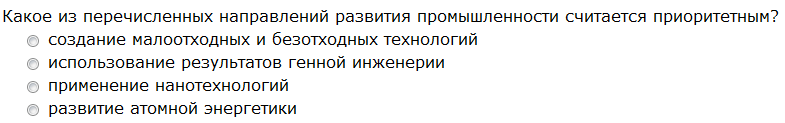 Какое из перечисленных направлений развития промышленности считается приоритетным?
создание малоотходных и безотходных технологий
использование результатов генной инженерии
применение нанотехнологий
развитие атомной энергетики